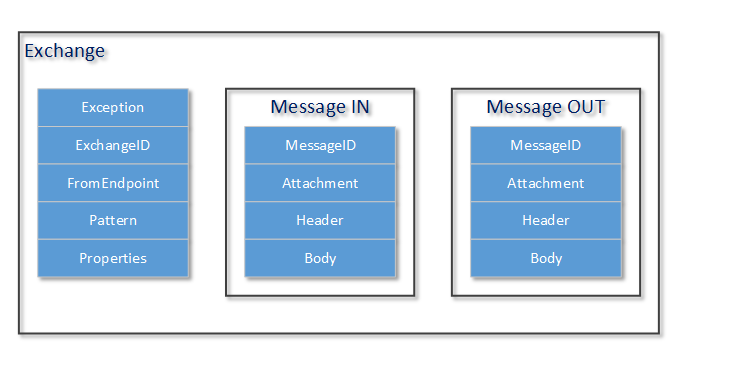 Exchange
Exception
ExchangeID
FromEndpoint
Pattern
Properties
Message IN
MessageID
Attachment
Header
Body
Message OUT
MessageID
Attachment
Header
Body